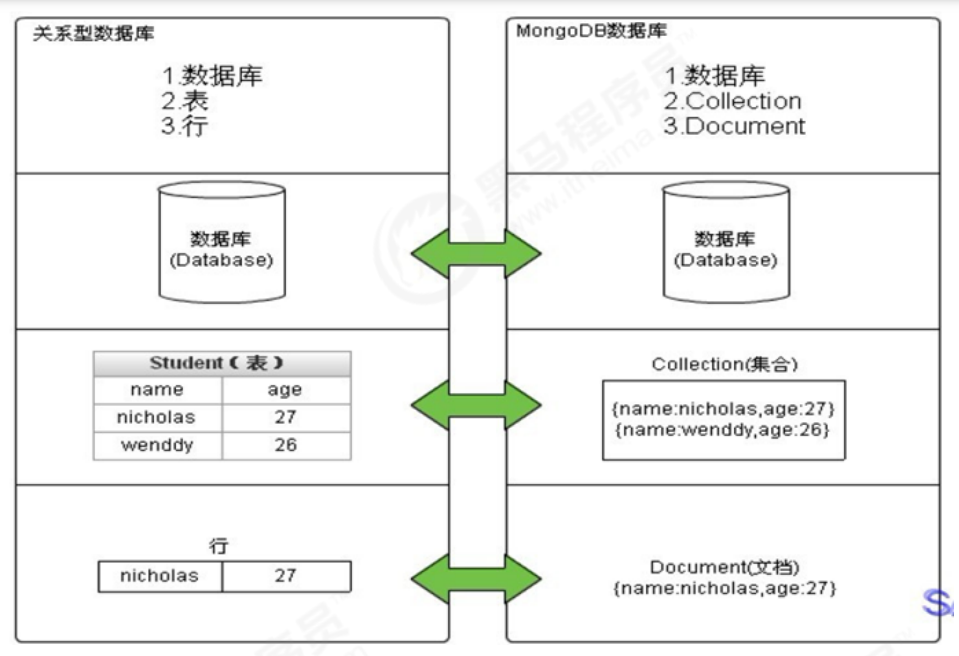 关系型数据库
1.数据库
2.表
3.行
数据库
(Database)
Student（表）
name age
nicholas 27
wenddy 26
行
nicholas 27
MongoDB数据库
1.数据库
2.Collection
3.Document
数据库
(Database)
Collection(集合)
{name:nicholas,age:27}
{name:wenddy,age:26}
Document(文档)
{name:nicholas,age:27}
黑马程序员
www.itheima